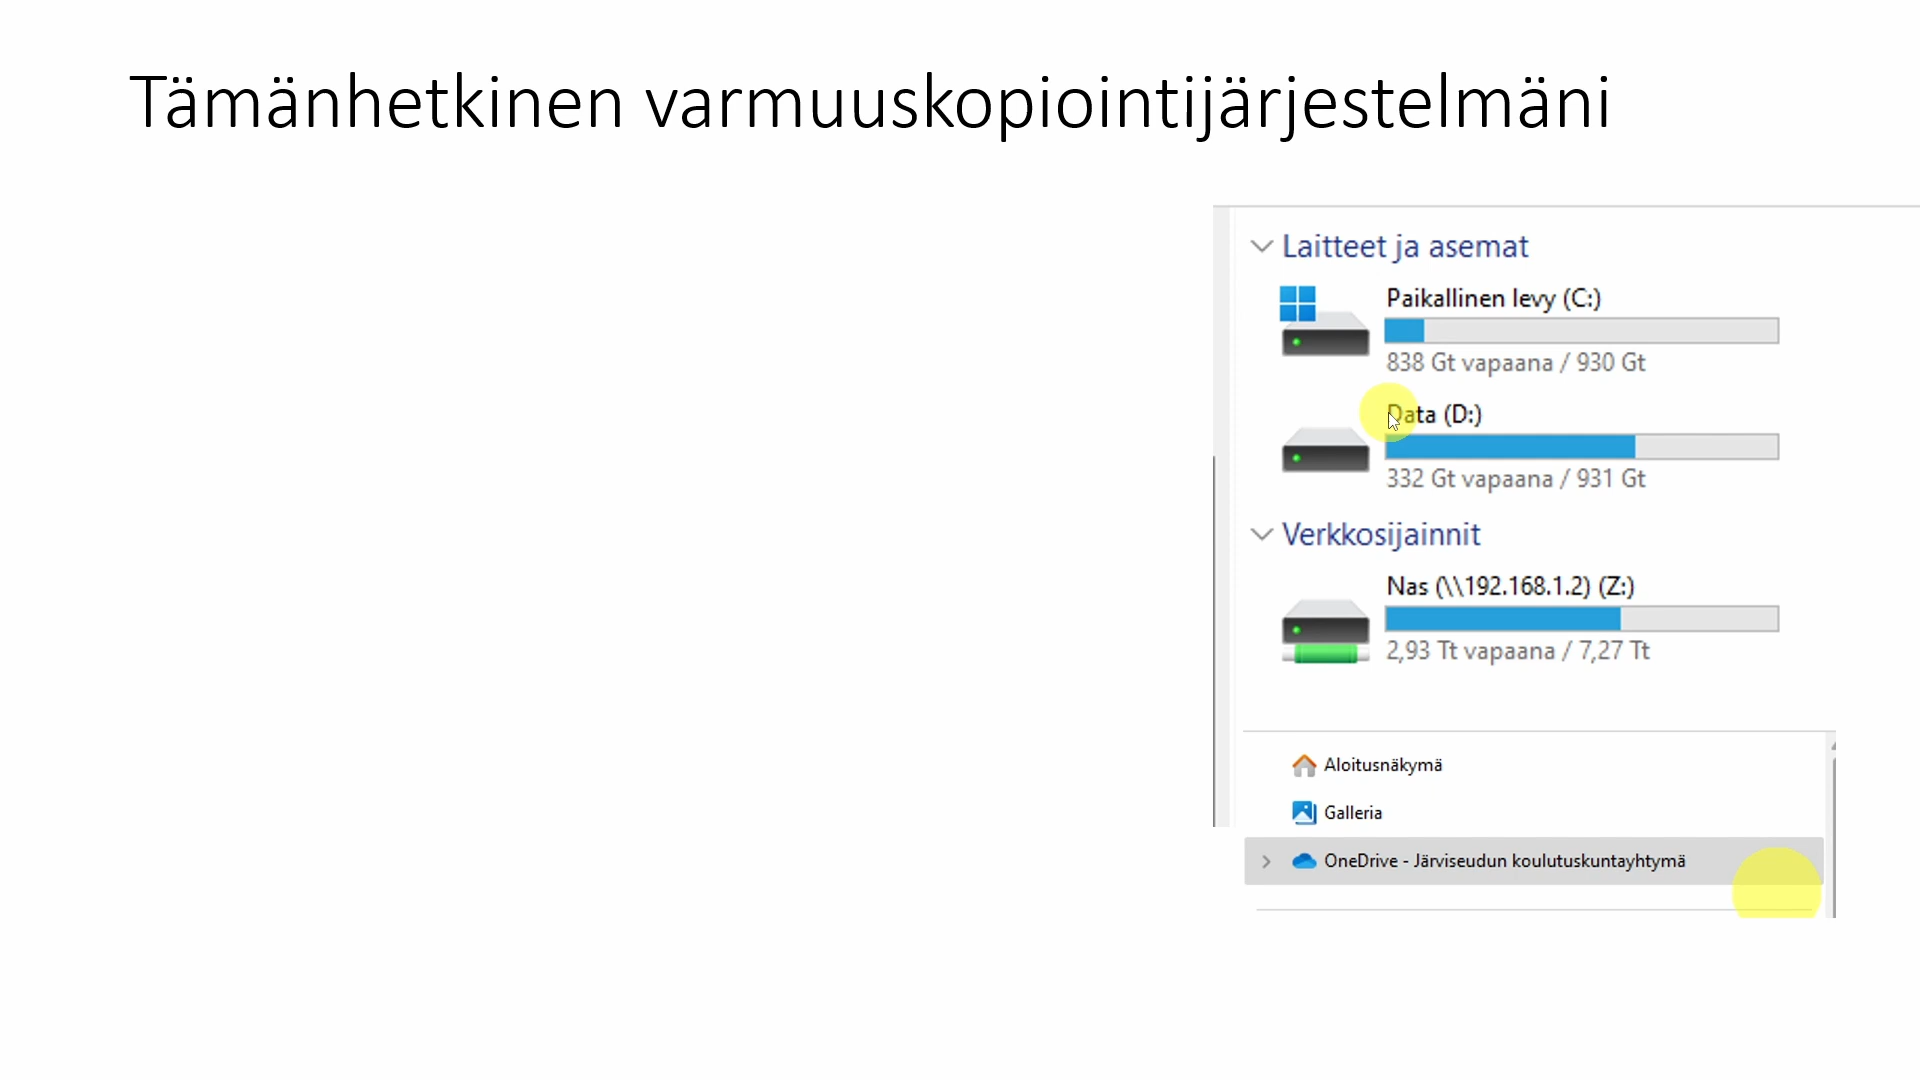 Tämänhetkinen varmuuskopiointijärjestelmäni
Laitteet ja asemat
Paikallinen levy (C:)
838 Gt vapaana / 930 Gt
Data (D:)
332 Gt vapaana / 931 Gt
Verkkosijainnit
Nas (\\192.168.1.2) (Z:)
2,93 Tt vapaana / 7,27 Tt
Aloitusnäkymä
Galleria
OneDrive - Järviseudun koulutuskuntayhtymä